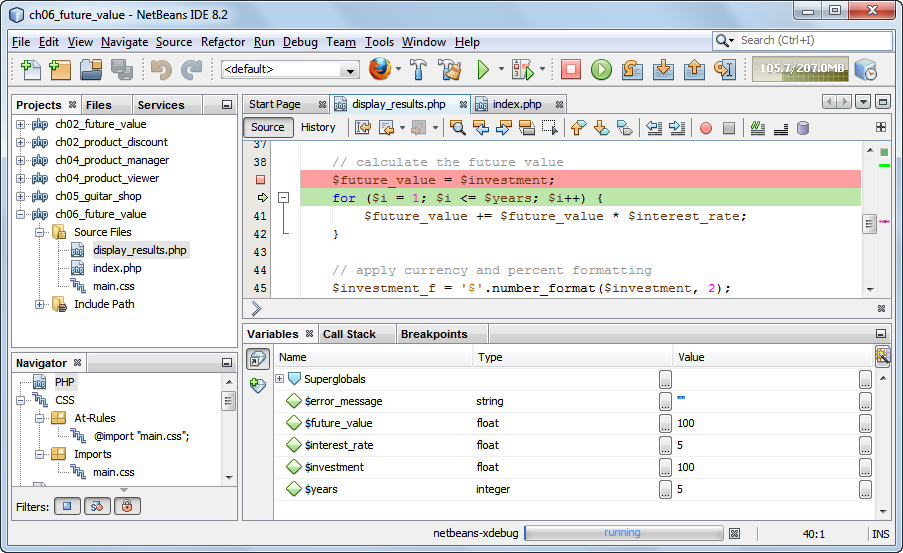 ch06_future_value - NetBeans IDE 8.2
File Edit View Navigate Source Refactor Run Debug Team Tools Window Help
Search (Ctrl+I)
<default>
105.7/207.0MB
Projects Files Services
ch02_future_value
ch02_product_discount
ch04_product_manager
ch04_product_viewer
ch05_guitar_shop
ch06_future_value
Source Files
display_results.php
index.php
main.css
Include Path
Navigator
PHP
CSS
At-Rules
@import "main.css";
Imports
main.css
Filters:
Start Page display_results.php index.php
Source History
37
38 // calculate the future value
$future_value = $investment;
for ($i = 1; $i <= $years; $i++) {
41 $future_value += $future_value * $interest_rate;
42 }
43
44 // apply currency and percent formatting
45 $investment_f = '$'.number_format($investment, 2);
Variables Call Stack Breakpoints
Name Type Value
Superglobals
$error_message string ""
$future_value float 100
$interest_rate float 5
$investment float 100
$years integer 5
netbeans-xdebug running 40:1 INS